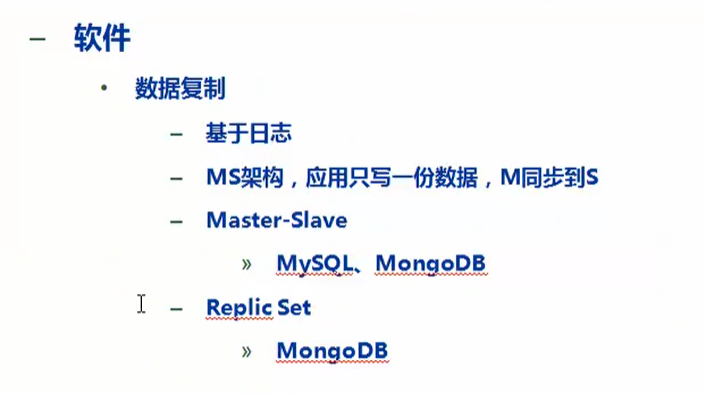 – 软件
• 数据复制
– 基于日志
– MS架构，应用只写一份数据，M同步到S
– Master-Slave
» MySQL、MongoDB
– Replic Set
» MongoDB